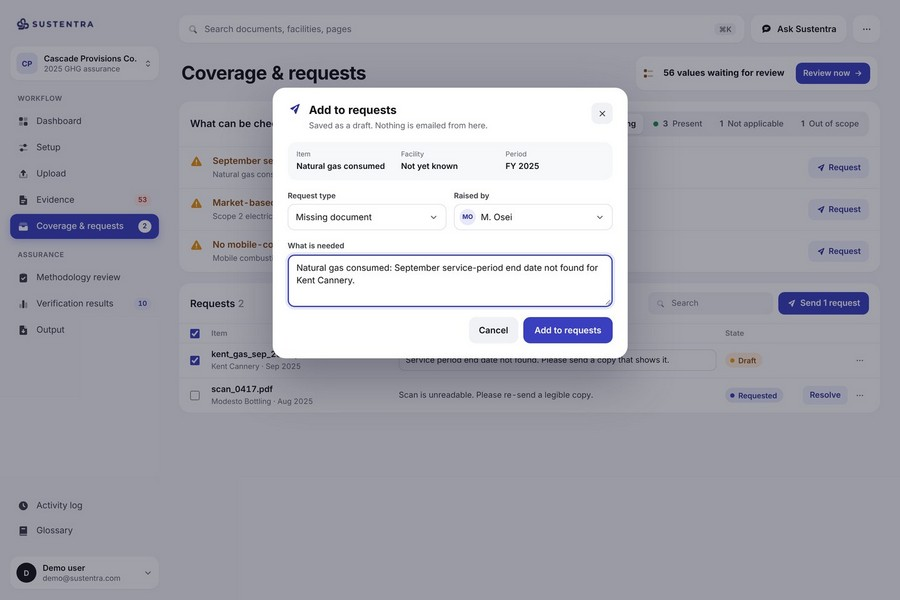 SUSTENTRA
CP
Cascade Provisions Co.
2025 GHG assurance
WORKFLOW
Dashboard
Setup
Upload
Evidence 53
Coverage & requests 2
ASSURANCE
Methodology review
Verification results 10
Output
Activity log
Glossary
D
Demo user
demo@sustentra.com
Search documents, facilities, pages
⌘K
Ask Sustentra
Coverage & requests
56 values waiting for review
Review now →
What can be
3 Present
1 Not applicable
1 Out of scope
September
Natural gas
Request
Market-based
Scope 2
Request
No
Mobile
Request
Add to requests
Saved as a draft. Nothing is emailed from here.
Item
Facility
Period
Natural gas consumed
Not yet known
FY 2025
Request type
Raised by
Missing document
MO M. Osei
What is needed
Natural gas consumed: September service-period end date not found for
Kent Cannery.
Cancel
Add to requests
Requests 2
Search
Send 1 request
Item
State
kent_gas_sep_2
Kent Cannery · Sep 2025
Service period end date not found. Please send a copy that shows it.
Draft
scan_0417.pdf
Modesto Bottling · Aug 2025
Scan is unreadable. Please re-send a legible copy.
Requested
Resolve